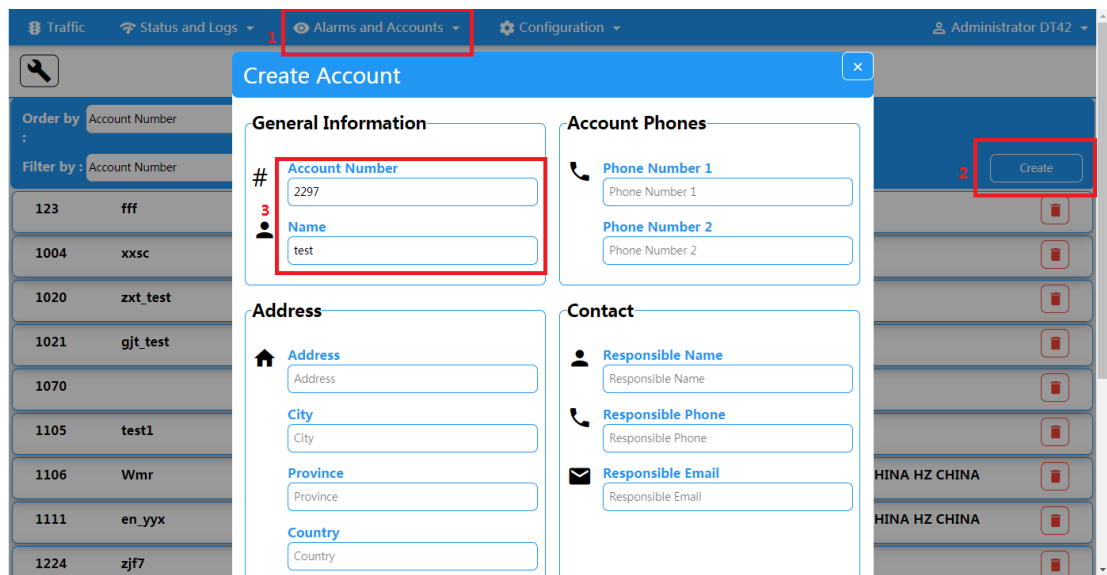 Traffic
Status and Logs
1
Alarms and Accounts
Configuration
Administrator DT42
Create Account
×
Order by
:
Account Number
Filter by :
Account Number
2
Create
General Information
#
Account Number
2297
3
Name
test
Account Phones
Phone Number 1
Phone Number 1
Phone Number 2
Phone Number 2
Address
Address
Address
City
City
Province
Province
Country
Country
Contact
Responsible Name
Responsible Name
Responsible Phone
Responsible Phone
Responsible Email
Responsible Email
123 fff
1004 xxsc
1020 zxt_test
1021 gjt_test
1070
1105 test1
1106 Wmr HINA HZ CHINA
1111 en_yyx HINA HZ CHINA
1224 zjf7